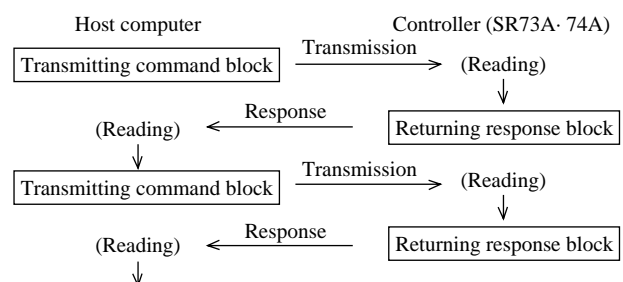 Host computer Controller (SR73A· 74A)
Transmission
Transmitting command block (Reading)
Response
(Reading) Returning response block
Transmission
Transmitting command block (Reading)
Response
(Reading) Returning response block